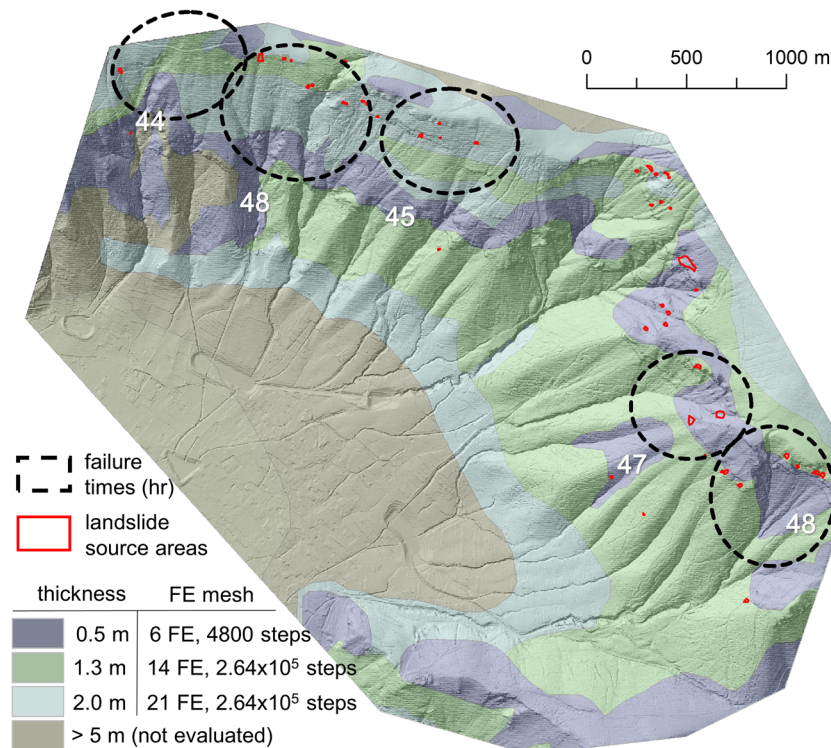 0 500 1000 m
44
48
45
47
48
failure
times (hr)
landslide
source areas
thickness FE mesh
0.5 m 6 FE, 4800 steps
1.3 m 14 FE, 2.64x10⁵ steps
2.0 m 21 FE, 2.64x10⁵ steps
> 5 m (not evaluated)